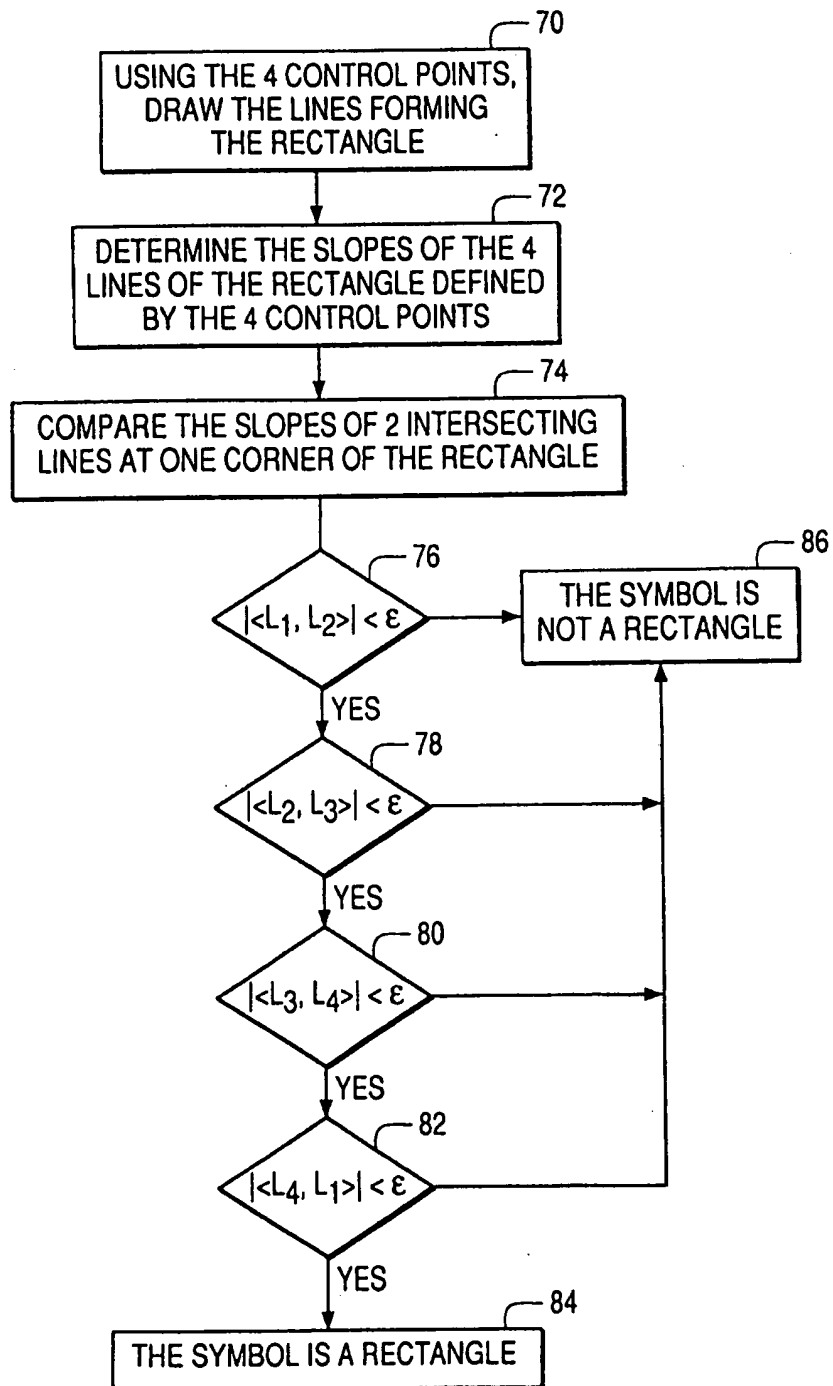 70
USING THE 4 CONTROL POINTS,
DRAW THE LINES FORMING
THE RECTANGLE
72
DETERMINE THE SLOPES OF THE 4
LINES OF THE RECTANGLE DEFINED
BY THE 4 CONTROL POINTS
74
COMPARE THE SLOPES OF 2 INTERSECTING
LINES AT ONE CORNER OF THE RECTANGLE
76
|<L1, L2>| < ε
86
THE SYMBOL IS
NOT A RECTANGLE
YES
78
|<L2, L3>| < ε
YES
80
|<L3, L4>| < ε
YES
82
|<L4, L1>| < ε
YES
84
THE SYMBOL IS A RECTANGLE